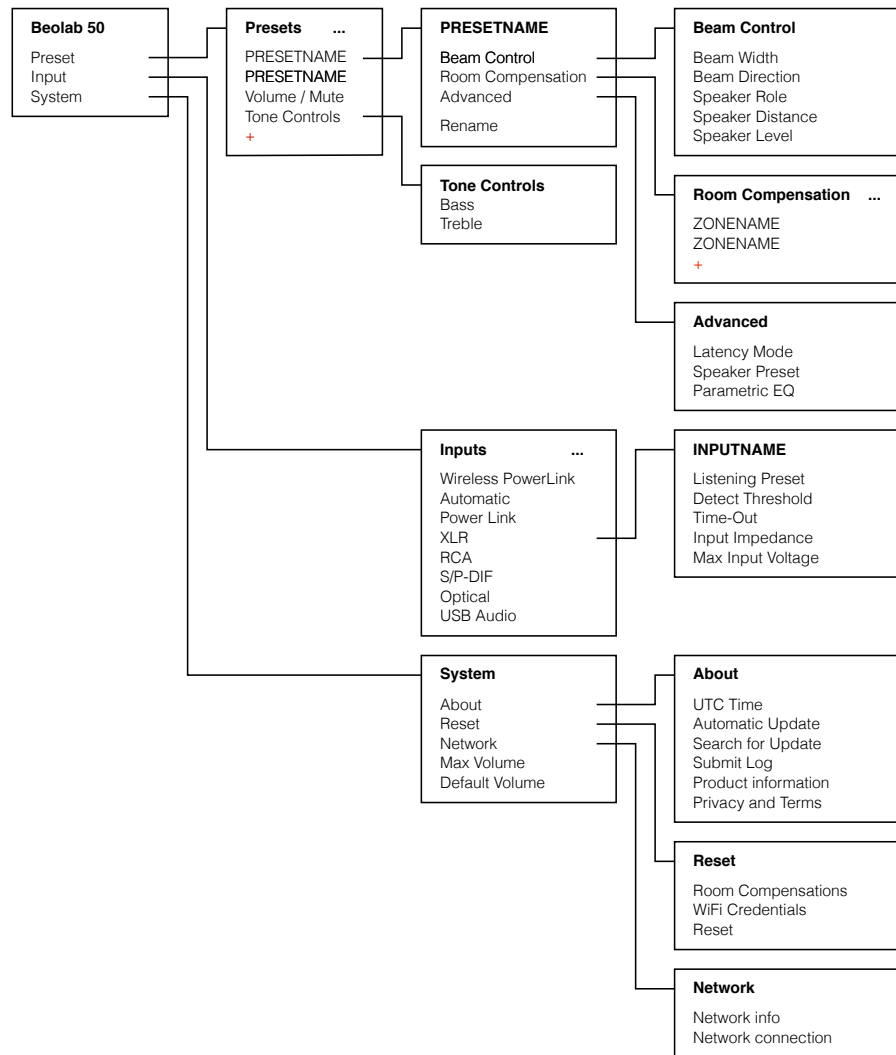 Beolab 50
Preset
Input
System
Presets ...
PRESETNAME
PRESETNAME
Volume / Mute
Tone Controls
+
PRESETNAME
Beam Control
Room Compensation
Advanced
Rename
Tone Controls
Bass
Treble
Beam Control
Beam Width
Beam Direction
Speaker Role
Speaker Distance
Speaker Level
Room Compensation ...
ZONENAME
ZONENAME
+
Advanced
Latency Mode
Speaker Preset
Parametric EQ
Inputs ...
Wireless PowerLink
Automatic
Power Link
XLR
RCA
S/P-DIF
Optical
USB Audio
INPUTNAME
Listening Preset
Detect Threshold
Time-Out
Input Impedance
Max Input Voltage
System
About
Reset
Network
Max Volume
Default Volume
About
UTC Time
Automatic Update
Search for Update
Submit Log
Product information
Privacy and Terms
Reset
Room Compensations
WiFi Credentials
Reset
Network
Network info
Network connection